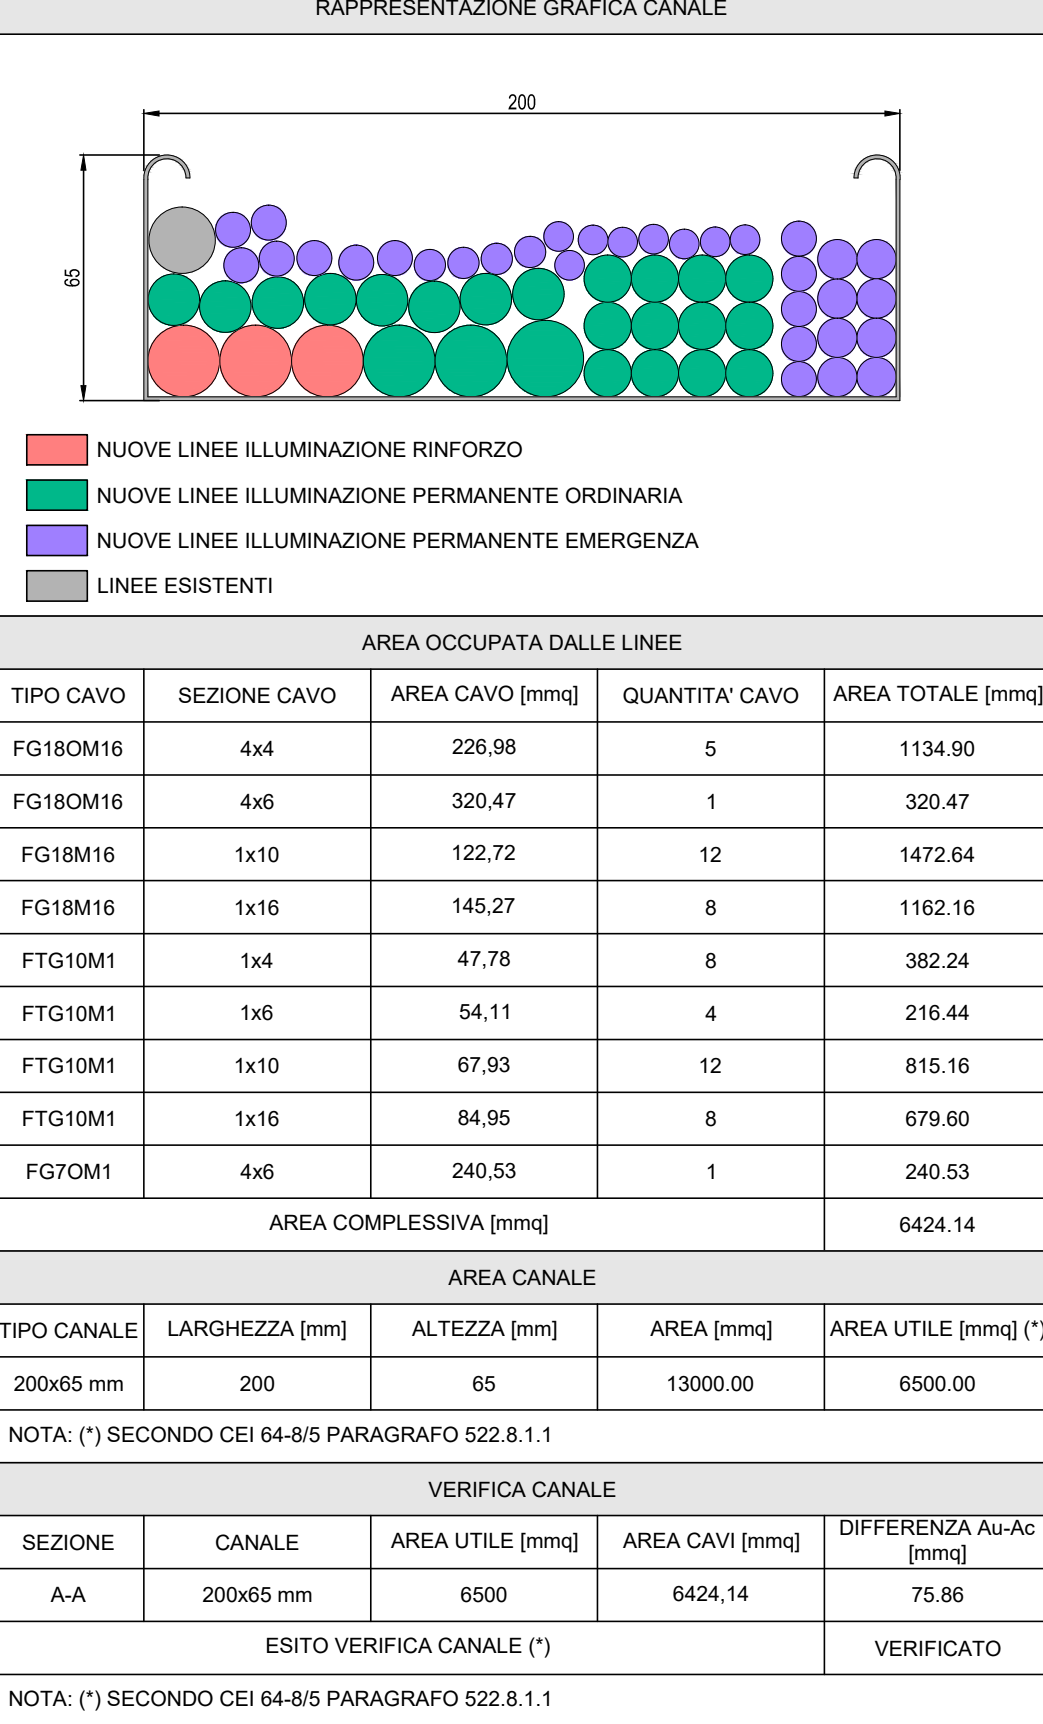 RAPPRESENTAZIONE GRAFICA CANALE
200
65
NUOVE LINEE ILLUMINAZIONE RINFORZO
NUOVE LINEE ILLUMINAZIONE PERMANENTE ORDINARIA
NUOVE LINEE ILLUMINAZIONE PERMANENTE EMERGENZA
LINEE ESISTENTI
AREA OCCUPATA DALLE LINEE
TIPO CAVO SEZIONE CAVO AREA CAVO [mmq] QUANTITA' CAVO AREA TOTALE [mmq]
FG18OM16 4x4 226,98 5 1134.90
FG18OM16 4x6 320,47 1 320.47
FG18M16 1x10 122,72 12 1472.64
FG18M16 1x16 145,27 8 1162.16
FTG10M1 1x4 47,78 8 382.24
FTG10M1 1x6 54,11 4 216.44
FTG10M1 1x10 67,93 12 815.16
FTG10M1 1x16 84,95 8 679.60
FG7OM1 4x6 240,53 1 240.53
AREA COMPLESSIVA [mmq] 6424.14
AREA CANALE
TIPO CANALE LARGHEZZA [mm] ALTEZZA [mm] AREA [mmq] AREA UTILE [mmq] (*)
200x65 mm 200 65 13000.00 6500.00
NOTA: (*) SECONDO CEI 64-8/5 PARAGRAFO 522.8.1.1
VERIFICA CANALE
SEZIONE CANALE AREA UTILE [mmq] AREA CAVI [mmq] DIFFERENZA Au-Ac
[mmq]
A-A 200x65 mm 6500 6424,14 75.86
ESITO VERIFICA CANALE (*) VERIFICATO
NOTA: (*) SECONDO CEI 64-8/5 PARAGRAFO 522.8.1.1